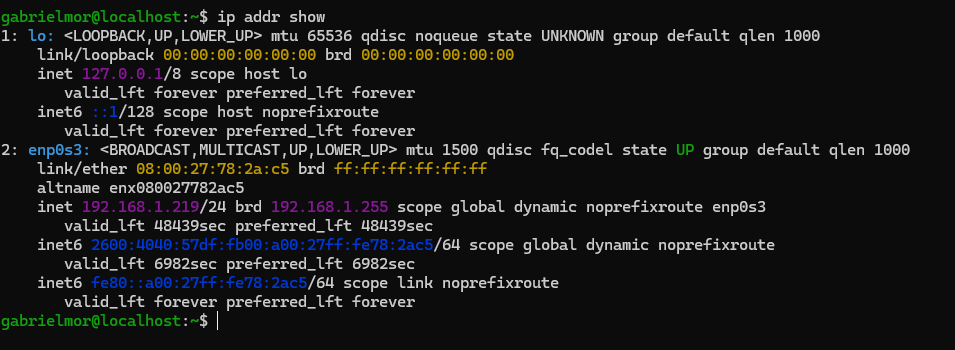 gabrielmor@localhost:~$ ip addr show
1: lo: <LOOPBACK,UP,LOWER_UP> mtu 65536 qdisc noqueue state UNKNOWN group default qlen 1000
    link/loopback 00:00:00:00:00:00 brd 00:00:00:00:00:00
    inet 127.0.0.1/8 scope host lo
       valid_lft forever preferred_lft forever
    inet6 ::1/128 scope host noprefixroute
       valid_lft forever preferred_lft forever
2: enp0s3: <BROADCAST,MULTICAST,UP,LOWER_UP> mtu 1500 qdisc fq_codel state UP group default qlen 1000
    link/ether 08:00:27:78:2a:c5 brd ff:ff:ff:ff:ff:ff
    altname enx080027782ac5
    inet 192.168.1.219/24 brd 192.168.1.255 scope global dynamic noprefixroute enp0s3
       valid_lft 48439sec preferred_lft 48439sec
    inet6 2600:4040:57df:fb00:a00:27ff:fe78:2ac5/64 scope global dynamic noprefixroute
       valid_lft 6982sec preferred_lft 6982sec
    inet6 fe80::a00:27ff:fe78:2ac5/64 scope link noprefixroute
       valid_lft forever preferred_lft forever
gabrielmor@localhost:~$